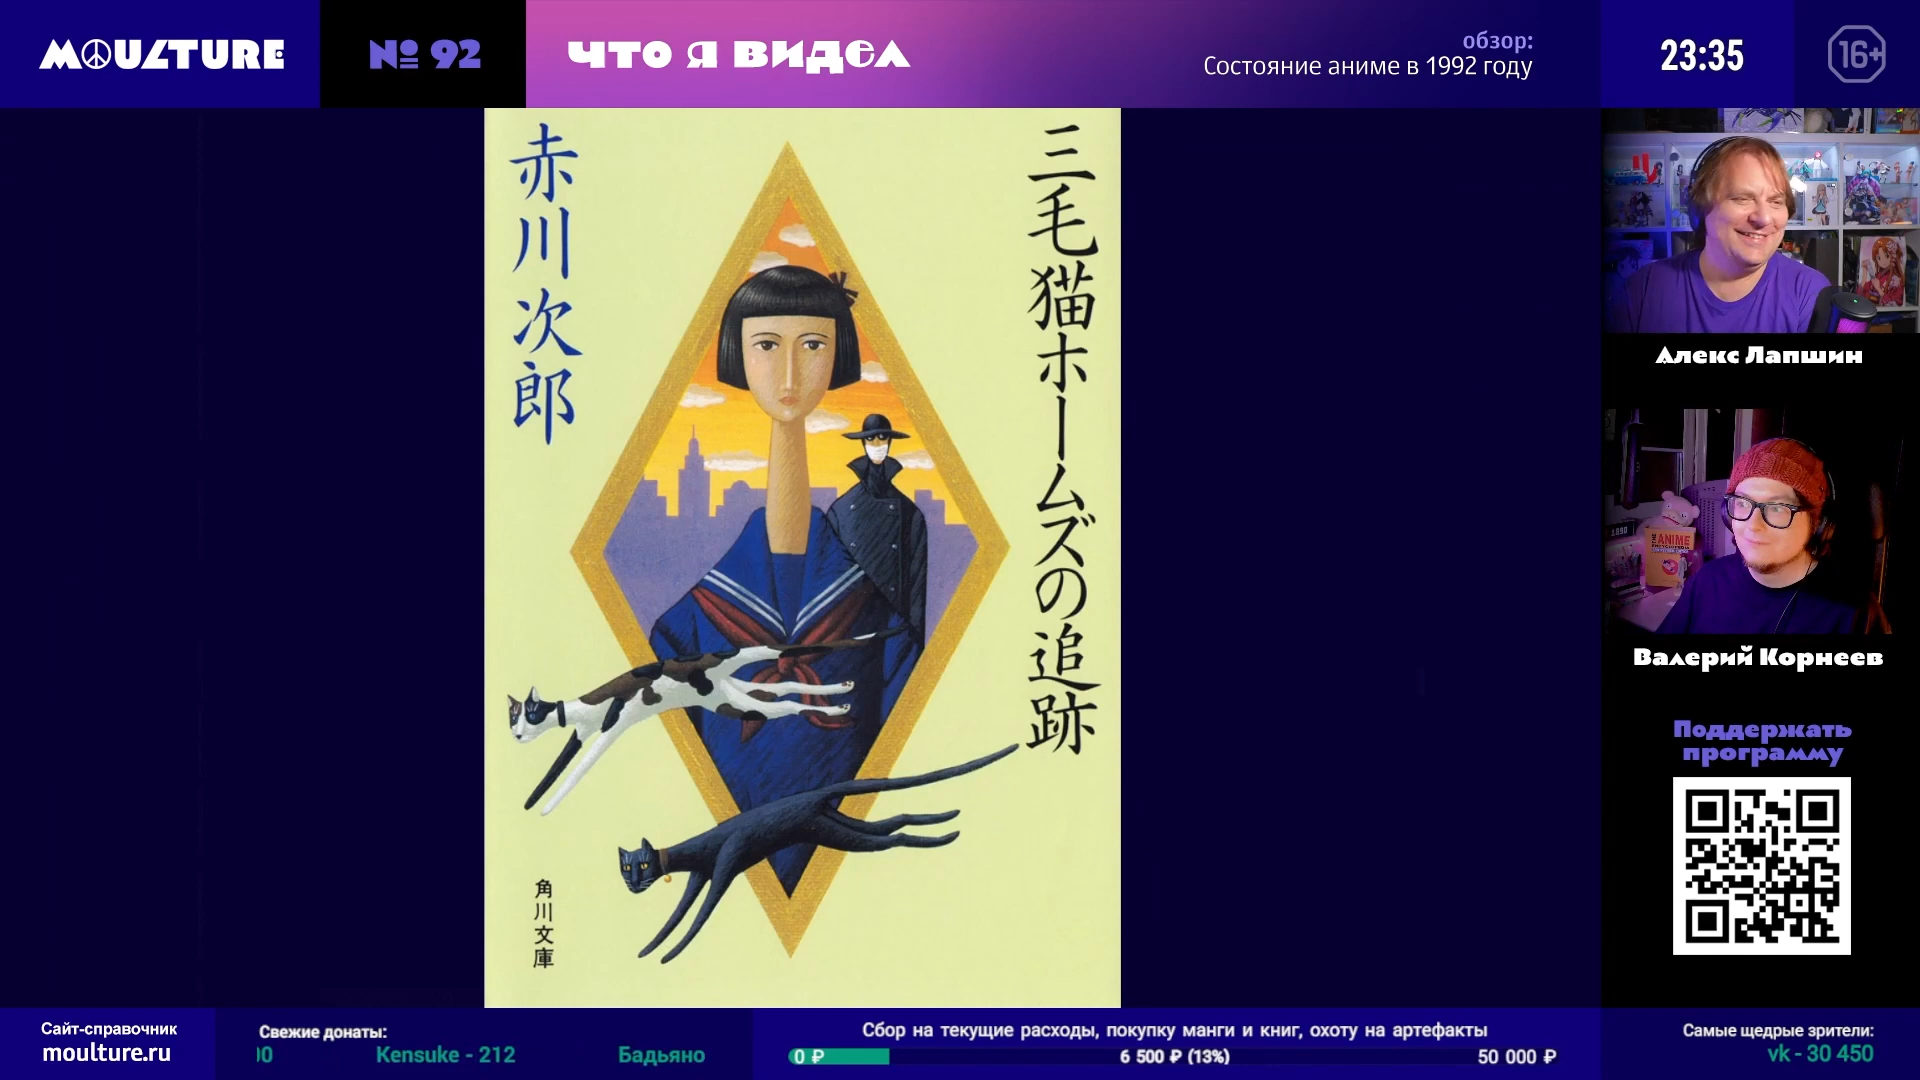 MOULTURE
№ 92
ЧТО Я ВИДЕЛ
обзор:
Состояние аниме в 1992 году
23:35
16+
三毛猫ホームズの追跡
赤川次郎
角川文庫
Алекс Лапшин
THE ANIME
Валерий Корнеев
Поддержать
программу
Сайт-справочник
moulture.ru
Свежие донаты:
Kensuke - 212
Бадьяно
Сбор на текущие расходы, покупку манги и книг, охоту на артефакты
0 ₽
6 500 ₽ (13%)
50 000 ₽
Самые щедрые зрители:
vk - 30 450